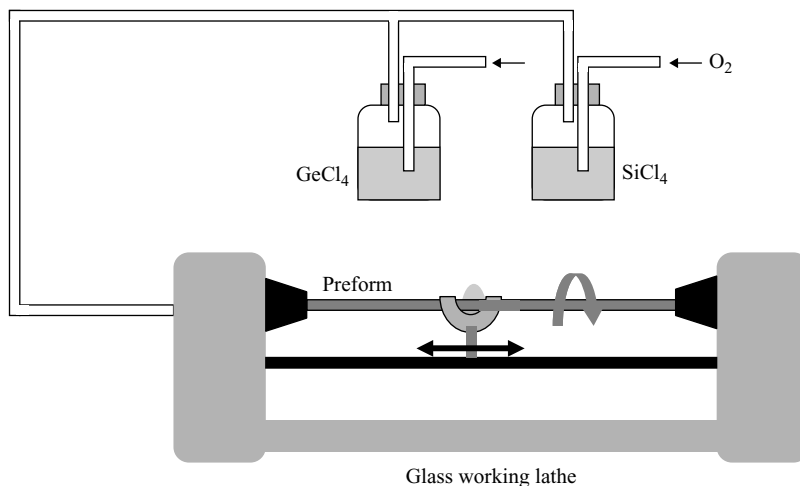 O₂
GeCl₄
SiCl₄
Preform
Glass working lathe